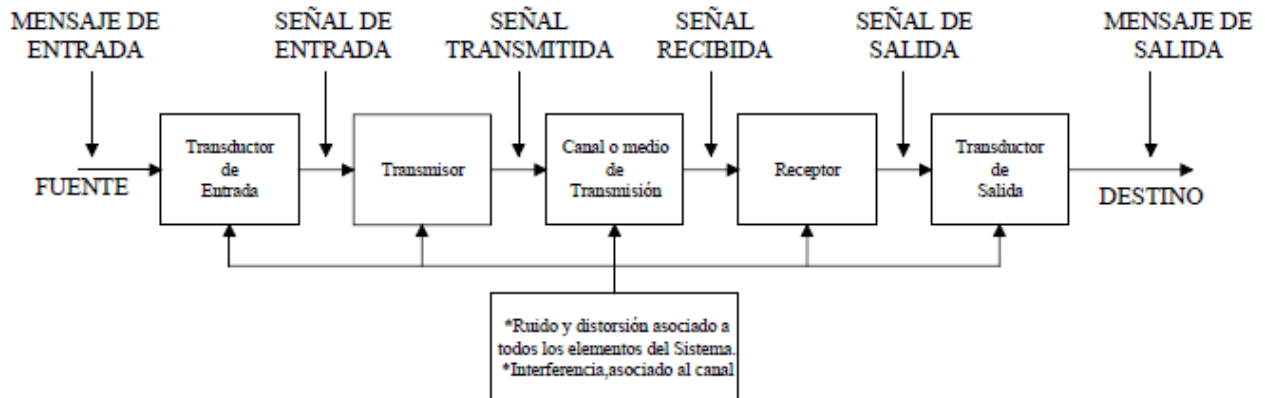 MENSAJE DE
ENTRADA
SEÑAL DE
ENTRADA
SEÑAL
TRANSMITIDA
SEÑAL
RECIBIDA
SEÑAL DE
SALIDA
MENSAJE DE
SALIDA
FUENTE
Transductor
de
Entrada
Transmisor
Canal o medio
de
Transmisión
Receptor
Transductor
de
Salida
DESTINO
*Ruido y distorsión asociado a
todos los elementos del Sistema.
*Interferencia,asociado al canal